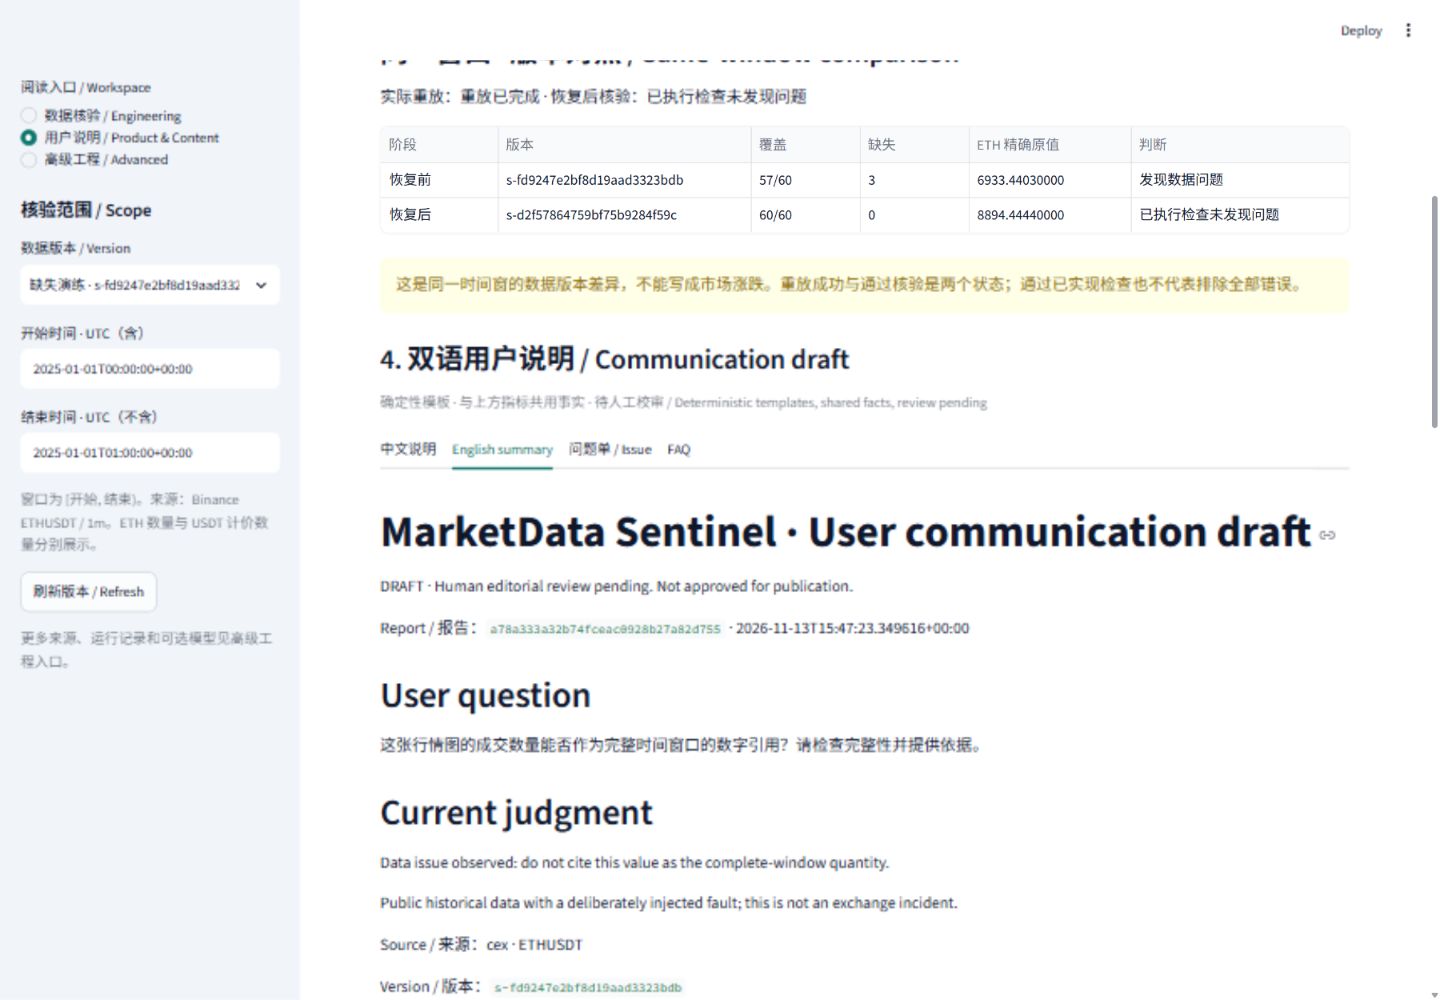 Deploy
阅读入口 / Workspace
数据核验 / Engineering
用户说明 / Product & Content
高级工程 / Advanced
核验范围 / Scope
数据版本 / Version
缺失演练 · s-fd9247e2bf8d19aad332
开始时间 · UTC（含）
2025-01-01T00:00:00+00:00
结束时间 · UTC（不含）
2025-01-01T01:00:00+00:00
窗口为 [开始, 结束)。来源：Binance
ETHUSDT / 1m。ETH 数量与 USDT 计价数
量分别展示。
刷新版本 / Refresh
更多来源、运行记录和可选模型见高级工
程入口。
/ Same-window comparison
实际重放：重放已完成 · 恢复后核验：已执行检查未发现问题
阶段 版本 覆盖 缺失 ETH 精确原值 判断
恢复前 s-fd9247e2bf8d19aad3323bdb 57/60 3 6933.44030000 发现数据问题
恢复后 s-d2f57864759bf75b9284f59c 60/60 0 8894.44440000 已执行检查未发现问题
这是同一时间窗的数据版本差异，不能写成市场涨跌。重放成功与通过核验是两个状态；通过已实现检查也不代表排除全部错误。
4. 双语用户说明 / Communication draft
确定性模板 · 与上方指标共用事实 · 待人工校审 / Deterministic templates, shared facts, review pending
中文说明 English summary 问题单 / Issue FAQ
MarketData Sentinel · User communication draft
DRAFT · Human editorial review pending. Not approved for publication.
Report / 报告： a78a333a32b74fceac0928b27a82d755 · 2026-11-13T15:47:23.349616+00:00
User question
这张行情图的成交数量能否作为完整时间窗口的数字引用？请检查完整性并提供依据。
Current judgment
Data issue observed: do not cite this value as the complete-window quantity.
Public historical data with a deliberately injected fault; this is not an exchange incident.
Source / 来源：cex · ETHUSDT
Version / 版本： s-fd9247e2bf8d19aad3323bdb